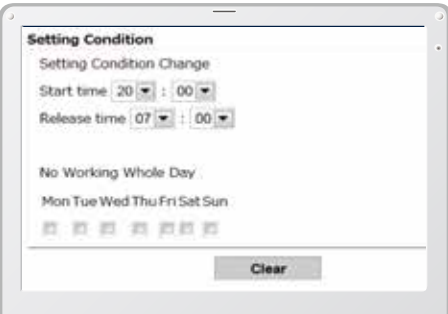 Setting Condition
Setting Condition Change
Start time 20 : 00
Release time 07 : 00
No Working Whole Day
Mon Tue Wed Thu Fri Sat Sun
Clear